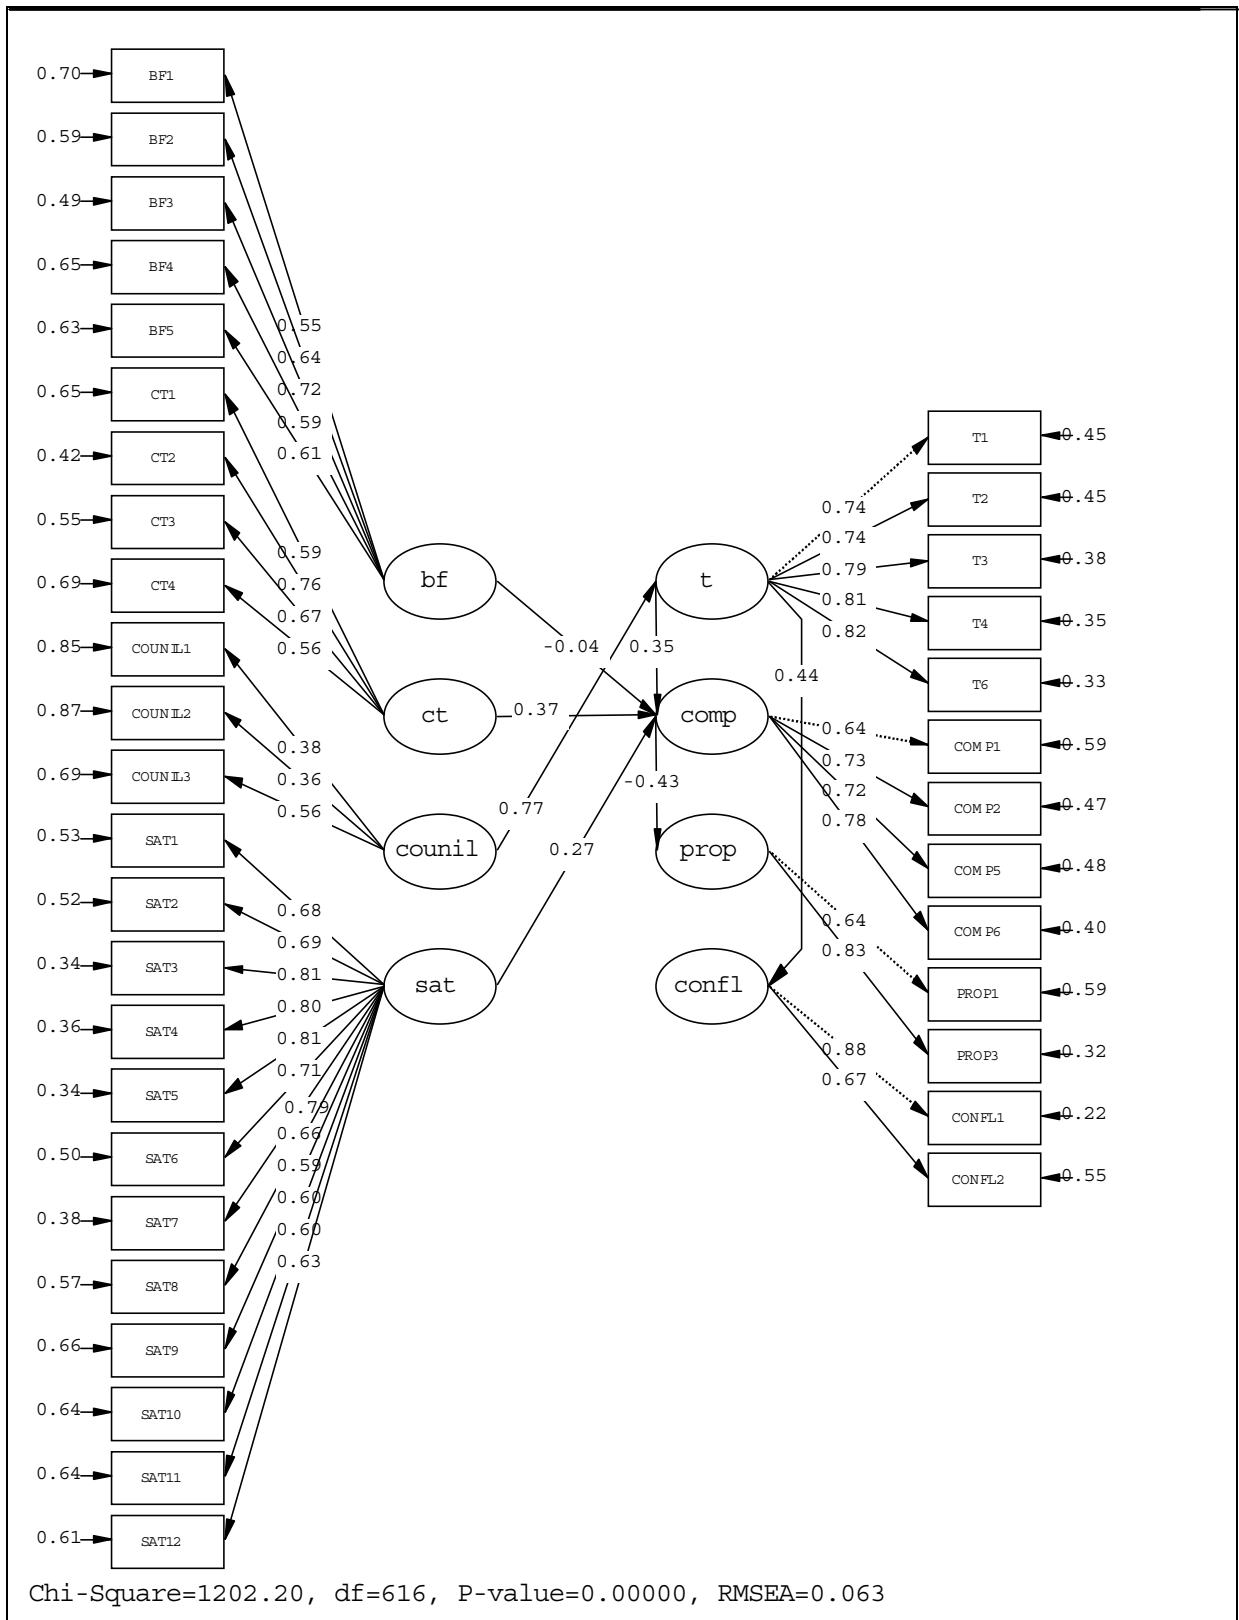 0.70 BF1
0.59 BF2
0.49 BF3
0.65 BF4
0.63 BF5
0.65 CT1
0.42 CT2
0.55 CT3
0.69 CT4
0.85 COUNIL1
0.87 COUNIL2
0.69 COUNIL3
0.53 SAT1
0.52 SAT2
0.34 SAT3
0.36 SAT4
0.34 SAT5
0.50 SAT6
0.38 SAT7
0.57 SAT8
0.66 SAT9
0.64 SAT10
0.64 SAT11
0.61 SAT12
0.55
0.64
0.72
0.59
0.61
0.59
0.76
0.67
0.56
0.38
0.36
0.56
0.68
0.69
0.81
0.80
0.81
0.71
0.79
0.66
0.59
0.60
0.60
0.63
bf
ct
counil
sat
-0.04
0.37
0.77
0.27
0.35
-0.43
0.44
t
comp
prop
confl
0.74
0.74
0.79
0.81
0.82
0.64
0.73
0.72
0.78
0.64
0.83
0.88
0.67
T1 0.45
T2 0.45
T3 0.38
T4 0.35
T6 0.33
COMP1 0.59
COMP2 0.47
COMP5 0.48
COMP6 0.40
PROP1 0.59
PROP3 0.32
CONFL1 0.22
CONFL2 0.55
Chi-Square=1202.20, df=616, P-value=0.00000, RMSEA=0.063